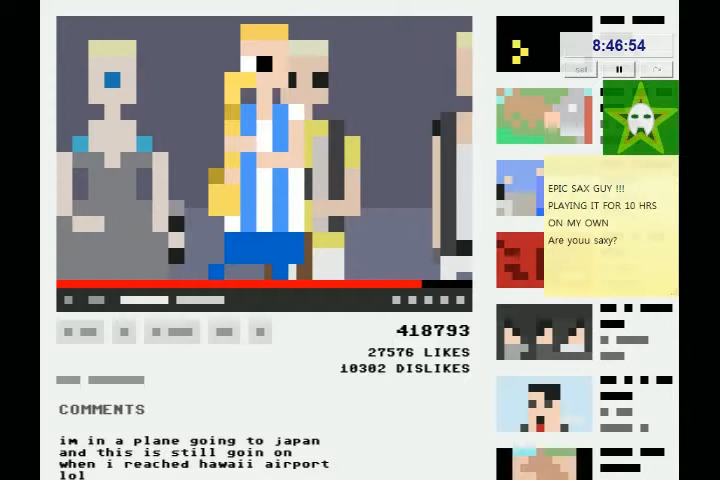 8:46:54
set
EPIC SAX GUY !!!
PLAYING IT FOR 10 HRS
ON MY OWN
Are youu saxy?
418793
27576 LIKES
10302 DISLIKES
COMMENTS
im in a plane going to japan
and this is still goin on
when i reached hawaii airport
lol